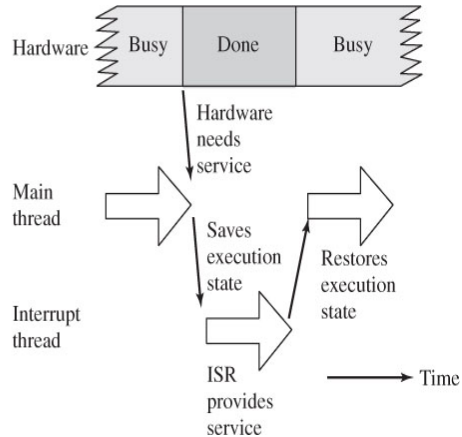 Hardware
Busy
Done
Busy
Hardware
needs
service
Main
thread
Saves
execution
state
Restores
execution
state
Interrupt
thread
ISR
provides
service
Time